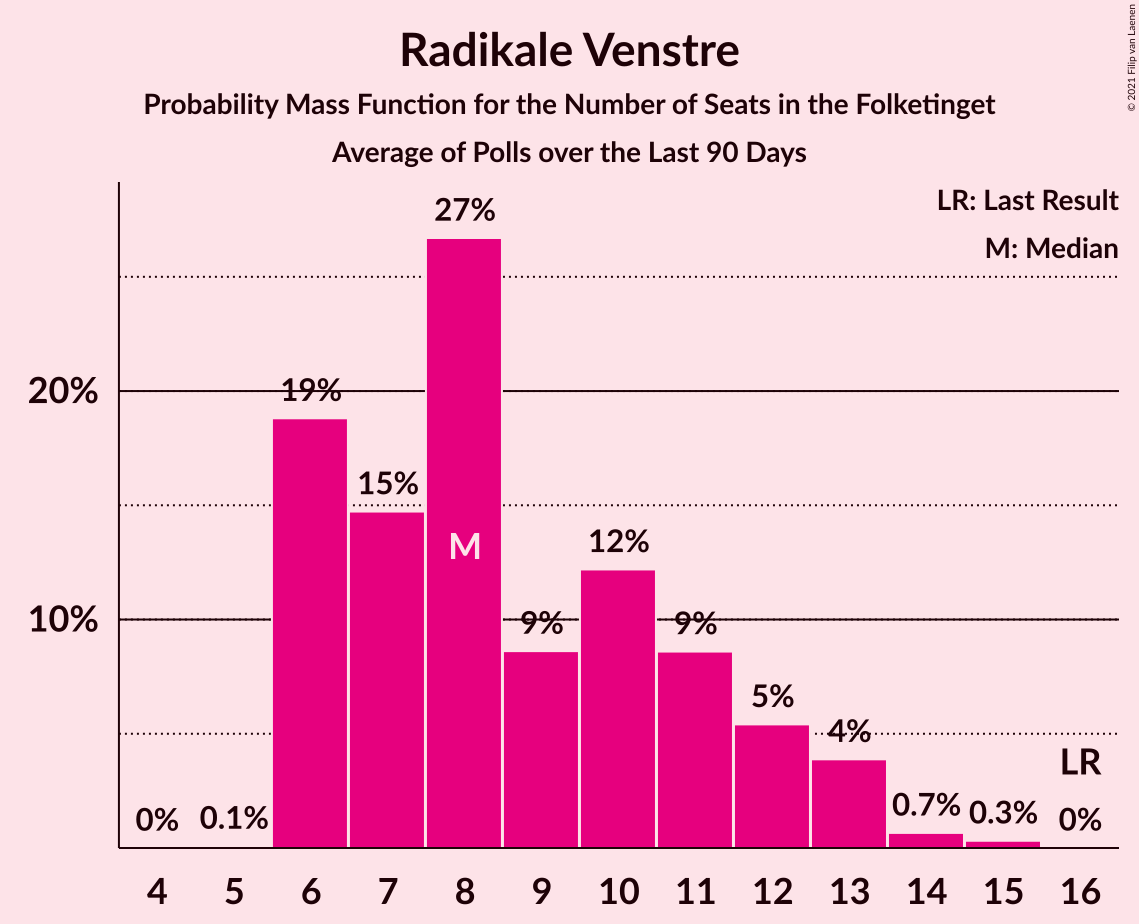 Radikale Venstre
Probability Mass Function for the Number of Seats in the Folketinget
Average of Polls over the Last 90 Days
© 2021 Filip van Laenen
LR: Last Result
M: Median
27%
20%
19%
15%
M
12%
10%
9%
9%
5%
4%
LR
0%
0.1%
0.7%
0.3%
0%
4 5 6 7 8 9 10 11 12 13 14 15 16